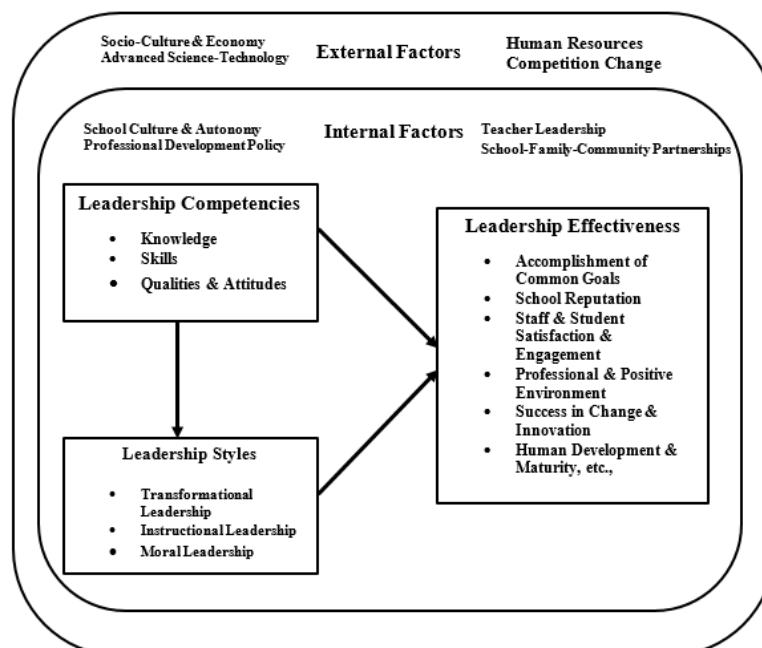 Socio-Culture & Economy
Advanced Science-Technology
External Factors
Human Resources
Competition Change
School Culture & Autonomy
Professional Development Policy
Internal Factors
Teacher Leadership
School-Family-Community Partnerships
Leadership Competencies
• Knowledge
• Skills
• Qualities & Attitudes
Leadership Effectiveness
• Accomplishment of
Common Goals
• School Reputation
• Staff & Student
Satisfaction &
Engagement
• Professional & Positive
Environment
• Success in Change &
Innovation
• Human Development &
Maturity, etc.,
Leadership Styles
• Transformational
Leadership
• Instructional Leadership
• Moral Leadership